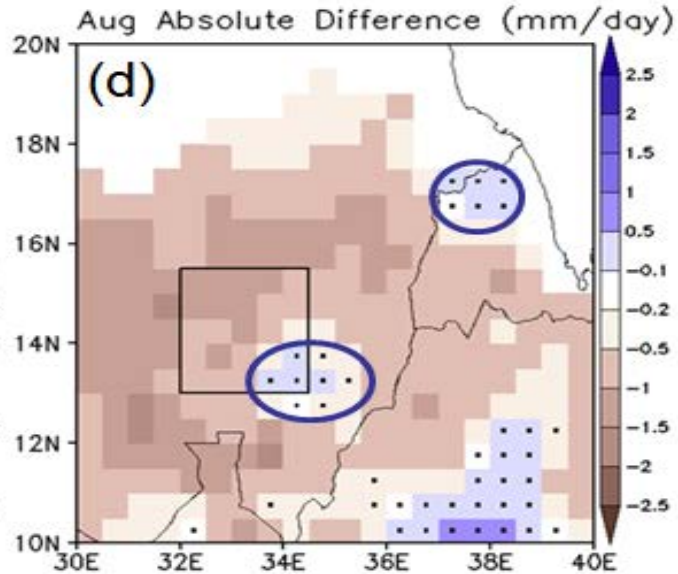 Aug Absolute Difference (mm/day)
(d)
20N
18N
16N
14N
12N
10N
30E 32E 34E 36E 38E 40E
2.5
2
1.5
1
0.5
-0.1
-0.2
-0.5
-1
-1.5
-2
-2.5